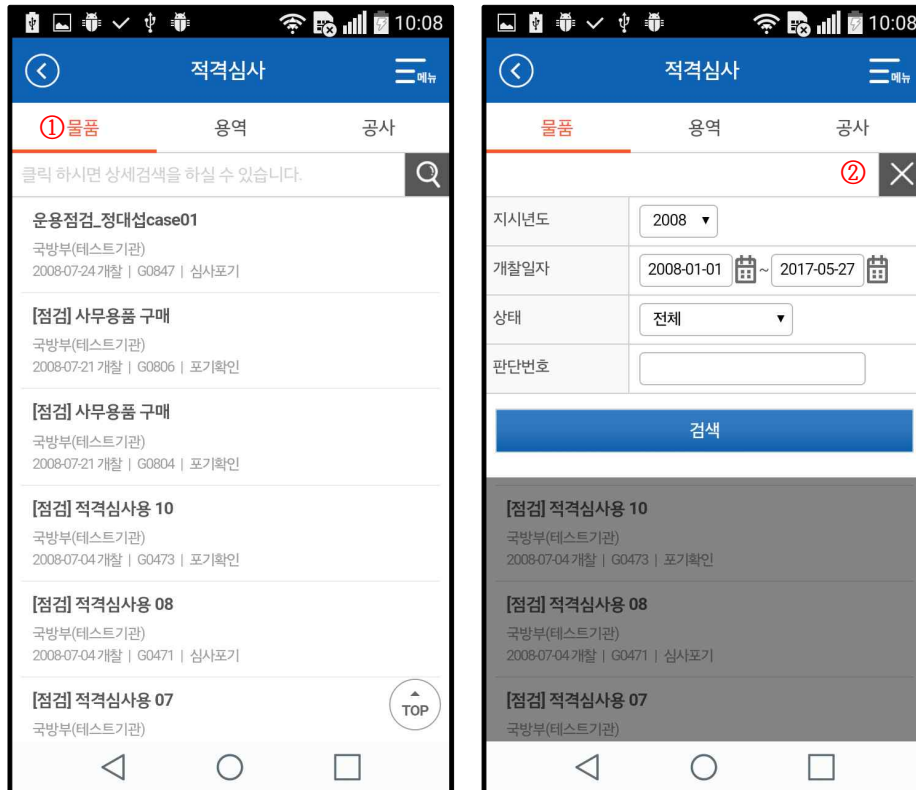 10:08
적격심사
메뉴
①물품 용역 공사
클릭 하시면 상세검색을 하실 수 있습니다.
운용점검_정대섭case01
국방부(테스트기관)
2008-07-24 개찰 | G0847 | 심사포기
[점검] 사무용품 구매
국방부(테스트기관)
2008-07-21 개찰 | G0806 | 포기확인
[점검] 사무용품 구매
국방부(테스트기관)
2008-07-21 개찰 | G0804 | 포기확인
[점검] 적격심사용 10
국방부(테스트기관)
2008-07-04 개찰 | G0473 | 포기확인
[점검] 적격심사용 08
국방부(테스트기관)
2008-07-04 개찰 | G0471 | 심사포기
[점검] 적격심사용 07
국방부(테스트기관)
TOP
10:08
적격심사
메뉴
물품 용역 공사
②
지시년도 2008
개찰일자 2008-01-01 ~ 2017-05-27
상태 전체
판단번호
검색
[점검] 적격심사용 10
국방부(테스트기관)
2008-07-04 개찰 | G0473 | 포기확인
[점검] 적격심사용 08
국방부(테스트기관)
2008-07-04 개찰 | G0471 | 심사포기
[점검] 적격심사용 07
국방부(테스트기관)